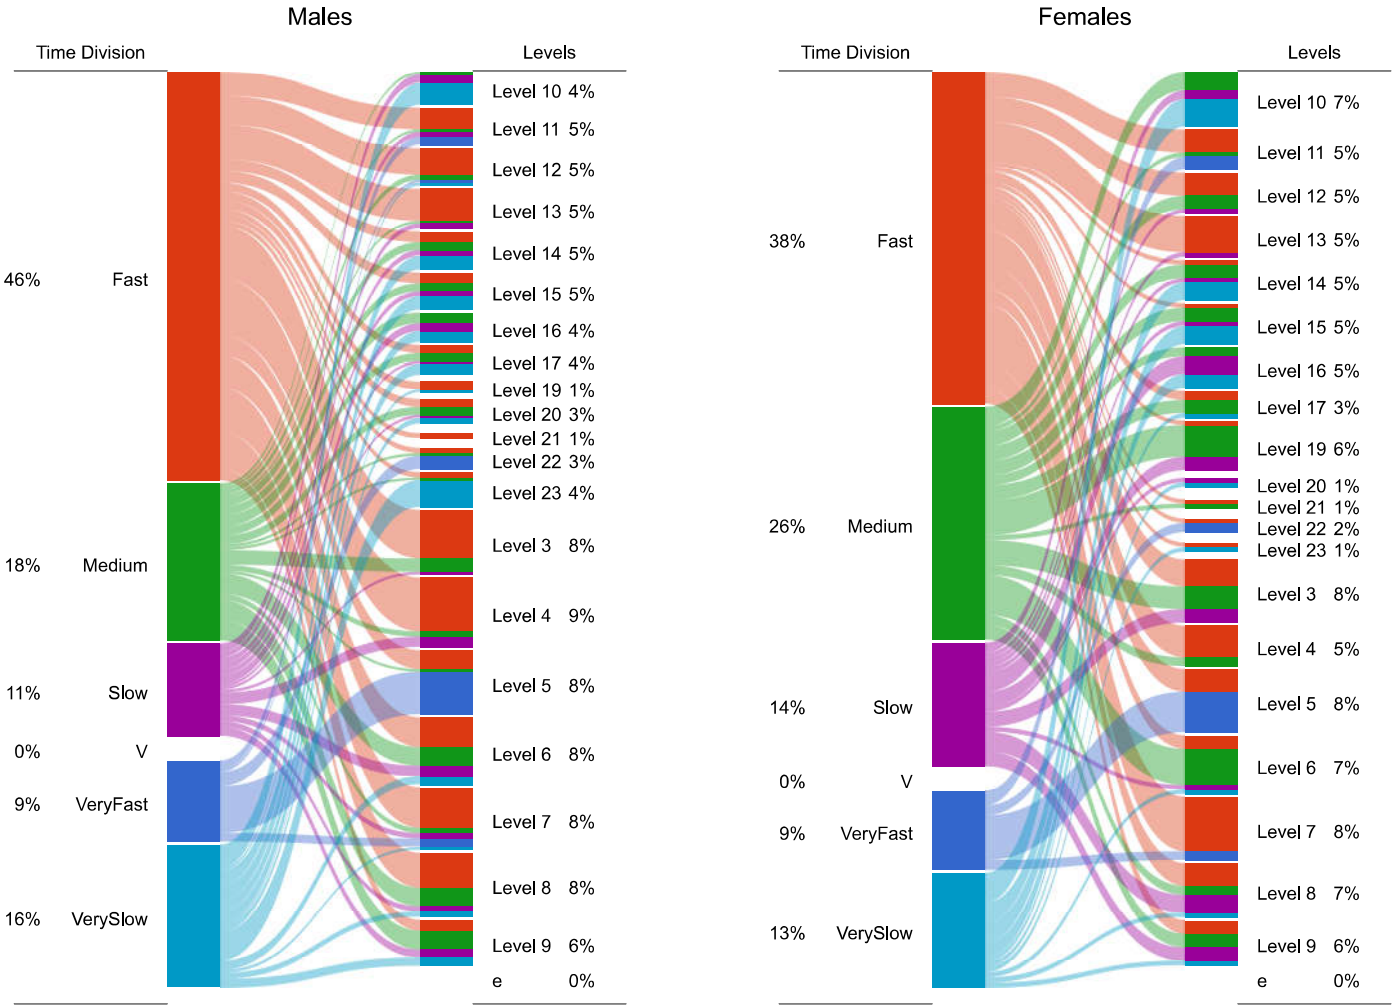 Males
Time Division Levels
46% Fast
18% Medium
11% Slow
0% V
9% VeryFast
16% VerySlow
Level 10 4%
Level 11 5%
Level 12 5%
Level 13 5%
Level 14 5%
Level 15 5%
Level 16 4%
Level 17 4%
Level 19 1%
Level 20 3%
Level 21 1%
Level 22 3%
Level 23 4%
Level 3 8%
Level 4 9%
Level 5 8%
Level 6 8%
Level 7 8%
Level 8 8%
Level 9 6%
e 0%
Females
Time Division Levels
38% Fast
26% Medium
14% Slow
0% V
9% VeryFast
13% VerySlow
Level 10 7%
Level 11 5%
Level 12 5%
Level 13 5%
Level 14 5%
Level 15 5%
Level 16 5%
Level 17 3%
Level 19 6%
Level 20 1%
Level 21 1%
Level 22 2%
Level 23 1%
Level 3 8%
Level 4 5%
Level 5 8%
Level 6 7%
Level 7 8%
Level 8 7%
Level 9 6%
e 0%